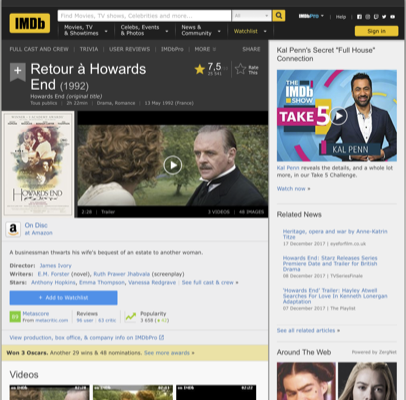 IMDb
Find Movies, TV shows, Celebrities and more...
All
IMDbPro
Help
Movies, TV
& Showtimes
Celebs, Events
& Photos
News &
Community
Watchlist
Sign in
FULL CAST AND CREW | TRIVIA | USER REVIEWS | IMDbPro | MORE
SHARE
Retour à Howards
End (1992)
7,5/10
Rate
This
Howards End (original title)
Tous publics | 2h 22min | Drama, Romance | 13 May 1992 (France)
HOWARDS END
2:28 | Trailer
3 VIDEOS | 48 IMAGES
On Disc
at Amazon
A businessman thwarts his wife's bequest of an estate to another woman.
Director: James Ivory
Writers: E.M. Forster (novel), Ruth Prawer Jhabvala (screenplay)
Stars: Anthony Hopkins, Emma Thompson, Vanessa Redgrave | See full cast & crew »
+ Add to Watchlist
Metascore
From metacritic.com
Reviews
96 user | 63 critic
Popularity
3 658
View production, box office, & company info on IMDbPro
Won 3 Oscars. Another 29 wins & 48 nominations. See more awards »
Videos
Kal Penn's Secret "Full House"
Connection
THE
IMDb
SHOW
TAKE 5
KAL PENN
Kal Penn reveals the details, and a whole lot
more, in our Take 5 Challenge.
Watch now »
Related News
Heritage, opera and war by Anne-Katrin
Titze
17 December 2017 | eyeforfilm.co.uk
Howards End: Starz Releases Series
Premiere Date and Trailer for British
Drama
08 December 2017 | TVSeriesFinale
'Howards End' Trailer: Hayley Atwell
Searches For Love In Kenneth Lonergan
Adaptation
07 December 2017 | The Playlist
See all related articles »
Around The Web
Powered by ZergNet